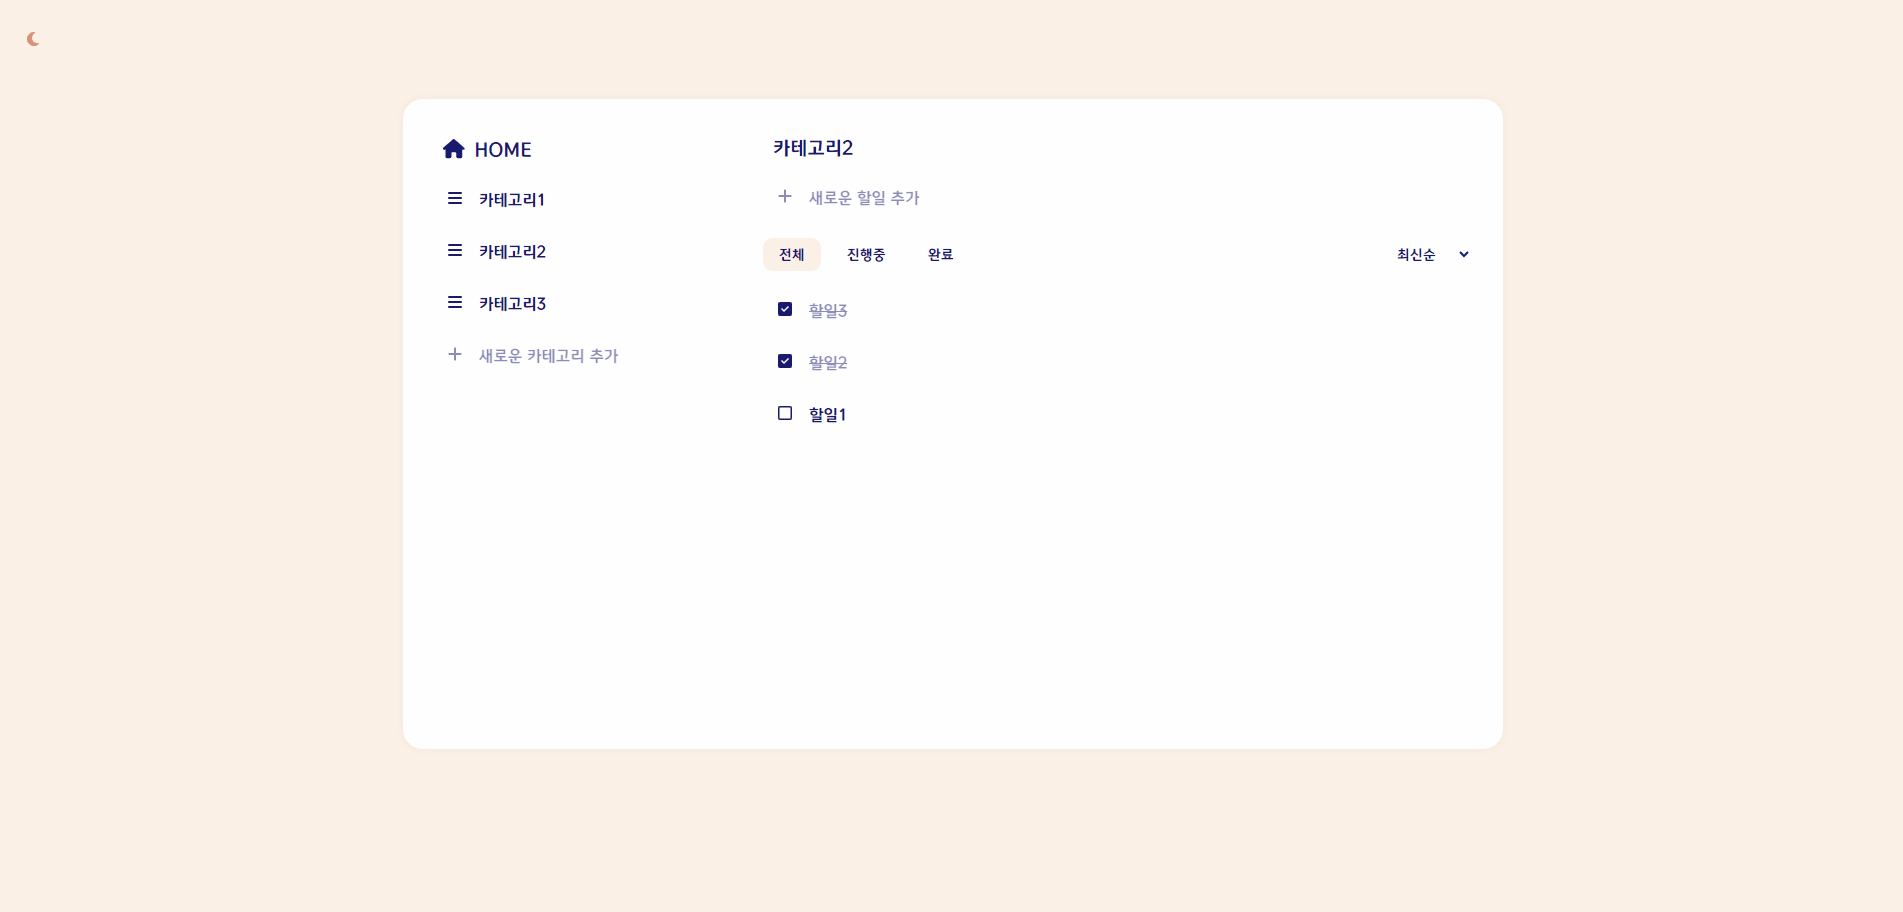 HOME
카테고리1
카테고리2
카테고리3
새로운 카테고리 추가
카테고리2
새로운 할일 추가
전체 진행중 완료 최신순
할일3
할일2
할일1